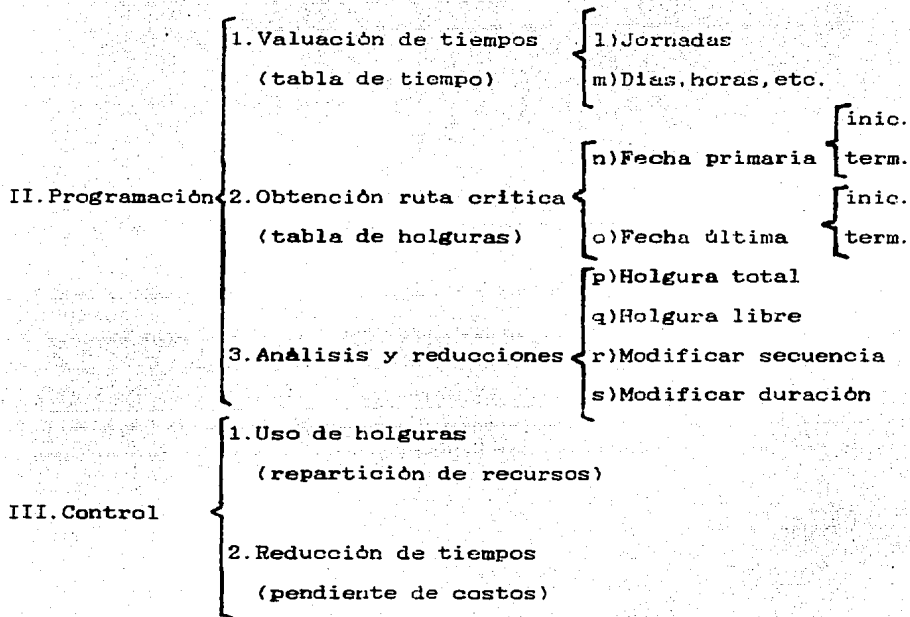 1.Valuación de tiempos
(tabla de tiempo)
l)Jornadas
m)Días,horas,etc.
II.Programación
2.Obtención ruta crítica
(tabla de holguras)
n)Fecha primaria
inic.
term.
o)Fecha última
inic.
term.
3.Análisis y reducciones
p)Holgura total
q)Holgura libre
r)Modificar secuencia
s)Modificar duración
III.Control
1.Uso de holguras
(repartición de recursos)
2.Reducción de tiempos
(pendiente de costos)